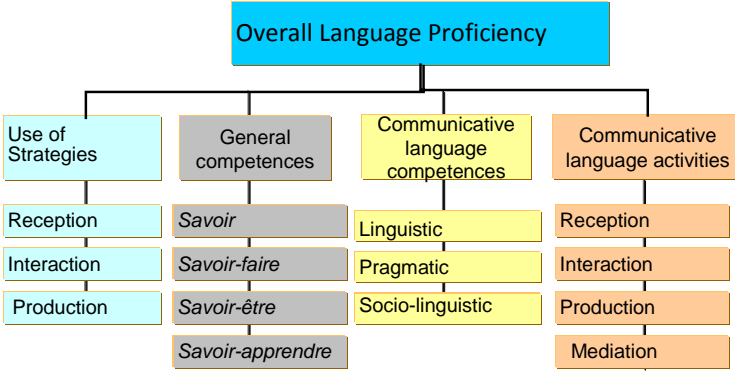 Overall Language Proficiency
Use of
Strategies
Reception
Interaction
Production
General
competences
Savoir
Savoir-faire
Savoir-être
Savoir-apprendre
Communicative
language
competences
Linguistic
Pragmatic
Socio-linguistic
Communicative
language activities
Reception
Interaction
Production
Mediation